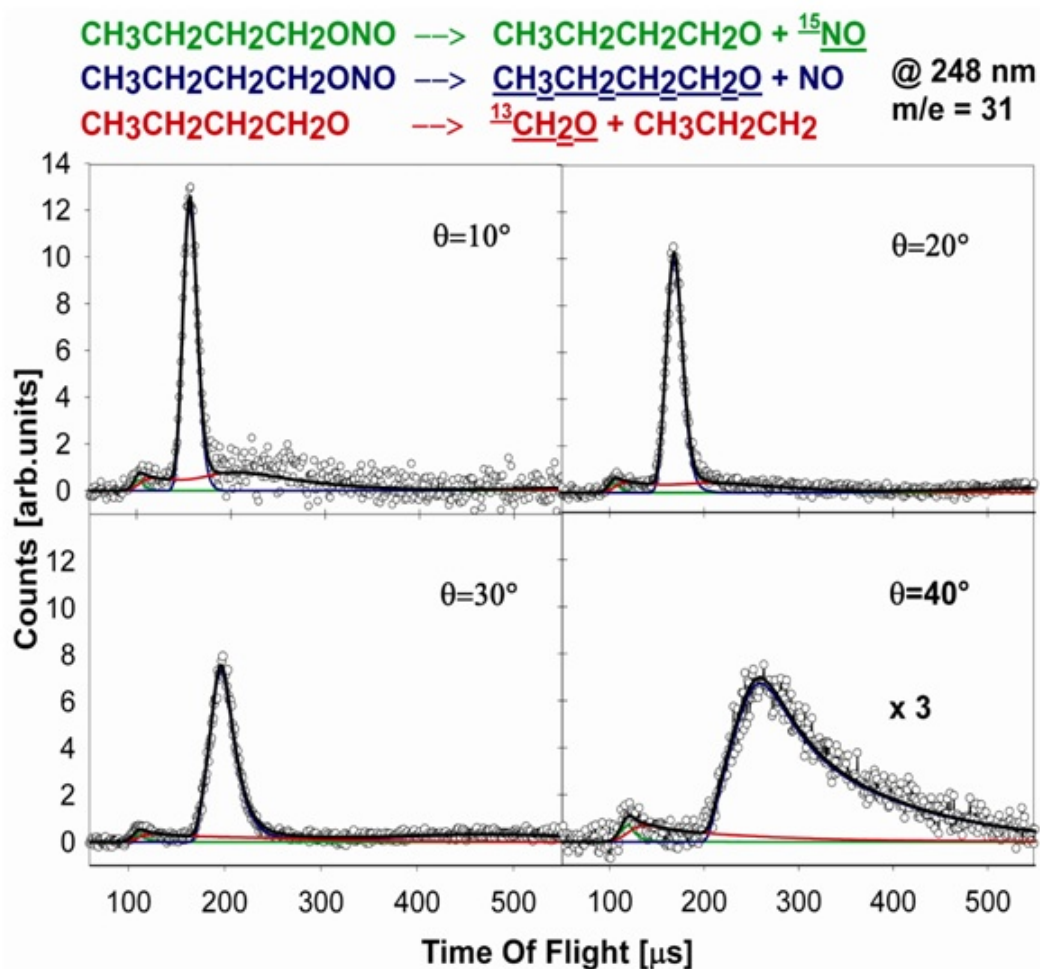 CH3CH2CH2CH2ONO --> CH3CH2CH2CH2O + 15NO
CH3CH2CH2CH2ONO --> CH3CH2CH2CH2O + NO
CH3CH2CH2CH2O --> 13CH2O + CH3CH2CH2
@ 248 nm
m/e = 31
14
12
10
8
6
4
2
0
θ=10°
θ=20°
12
10
8
6
4
2
0
θ=30°
θ=40°
x 3
Counts [arb.units]
100 200 300 400 500
100 200 300 400 500
Time Of Flight [μs]